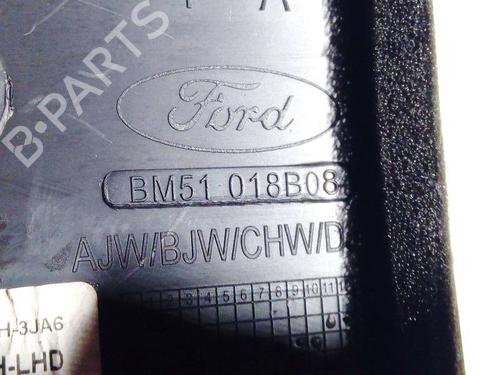 B·PARTS
Ford
BM51 018B08
AJW/BJW/CHW/D
1 2 3 4 5 6 7 8 9 10 11 1
H-3JA6
H-LHD